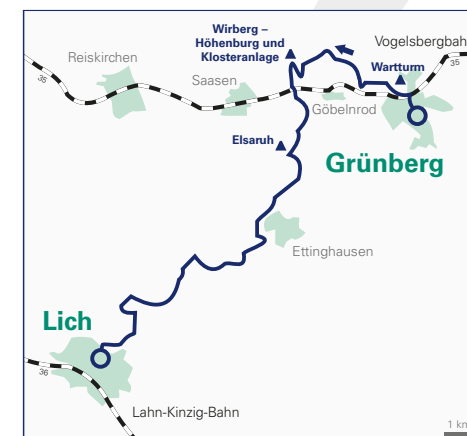 Wirberg –
Höhenburg und
Klosteranlage
Vogelsbergbah
Reiskirchen
Wartturm
35
35
Saasen
Göbelnrod
Elsaruh
Grünberg
Ettinghausen
Lich
36
Lahn-Kinzig-Bahn
1 km